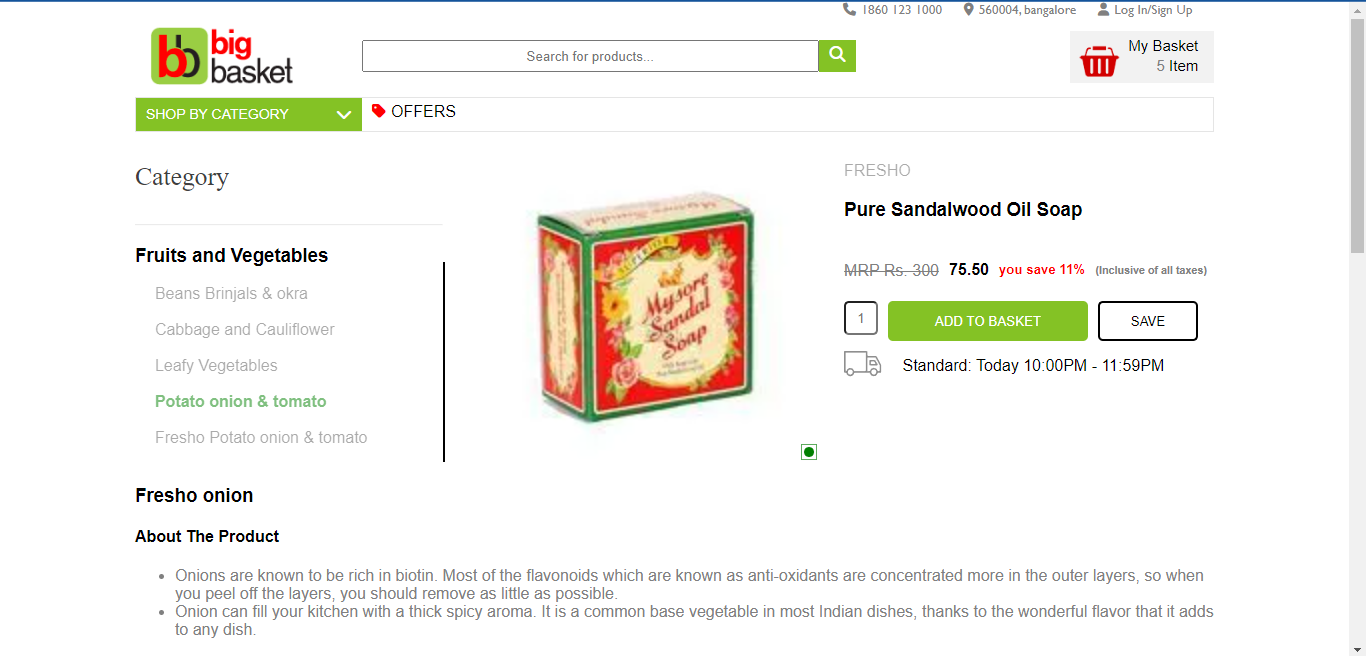 1860 123 1000 560004, bangalore Log In/Sign Up
bb big
basket
Search for products...
My Basket
5 Item
SHOP BY CATEGORY OFFERS
Category
Fruits and Vegetables
Beans Brinjals & okra
Cabbage and Cauliflower
Leafy Vegetables
Potato onion & tomato
Fresho Potato onion & tomato
Mysore Sandal
SUPERIOR
Mysore
Sandal
Soap
FRESHO
Pure Sandalwood Oil Soap
MRP Rs. 300 75.50 you save 11% (Inclusive of all taxes)
1 ADD TO BASKET SAVE
Standard: Today 10:00PM - 11:59PM
Fresho onion
About The Product
• Onions are known to be rich in biotin. Most of the flavonoids which are known as anti-oxidants are concentrated more in the outer layers, so when
you peel off the layers, you should remove as little as possible.
• Onion can fill your kitchen with a thick spicy aroma. It is a common base vegetable in most Indian dishes, thanks to the wonderful flavor that it adds
to any dish.